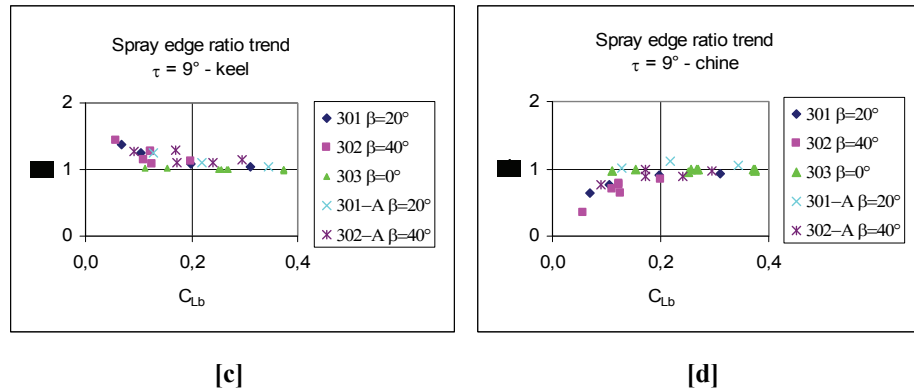 Spray edge ratio trend
τ = 9° - keel
2
1
0
0,0 0,2 0,4
C_Lb
301 β=20°
302 β=40°
303 β=0°
301-A β=20°
302-A β=40°
[c]
Spray edge ratio trend
τ = 9° - chine
2
1
0
0,0 0,2 0,4
C_Lb
301 β=20°
302 β=40°
303 β=0°
301-A β=20°
302-A β=40°
[d]